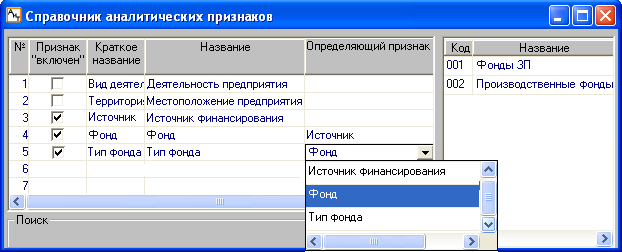 Справочник аналитических признаков
№ Признак "включен" Краткое название Название Определяющий признак Код Название
1 Вид деятел Деятельность предприятия 001 Фонды ЗП
2 Территория Местоположение предприятия 002 Производственные фонды
3 Источник Источник финансирования
4 Фонд Фонд Источник
5 Тип фонда Тип фонда Фонд
6 Источник финансирования
7 Фонд
Тип фонда
Поиск